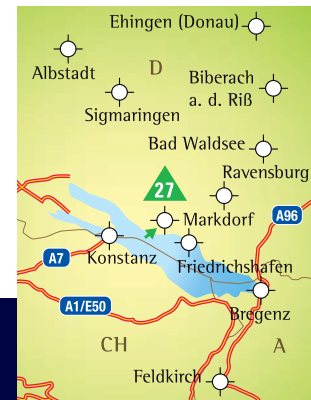 Ehingen (Donau)
Albstadt
D
Biberach
a. d. Riß
Sigmaringen
Bad Waldsee
Ravensburg
27
Markdorf
A96
Konstanz
A7
Friedrichshafen
A1/E50
Bregenz
CH
A
Feldkirch